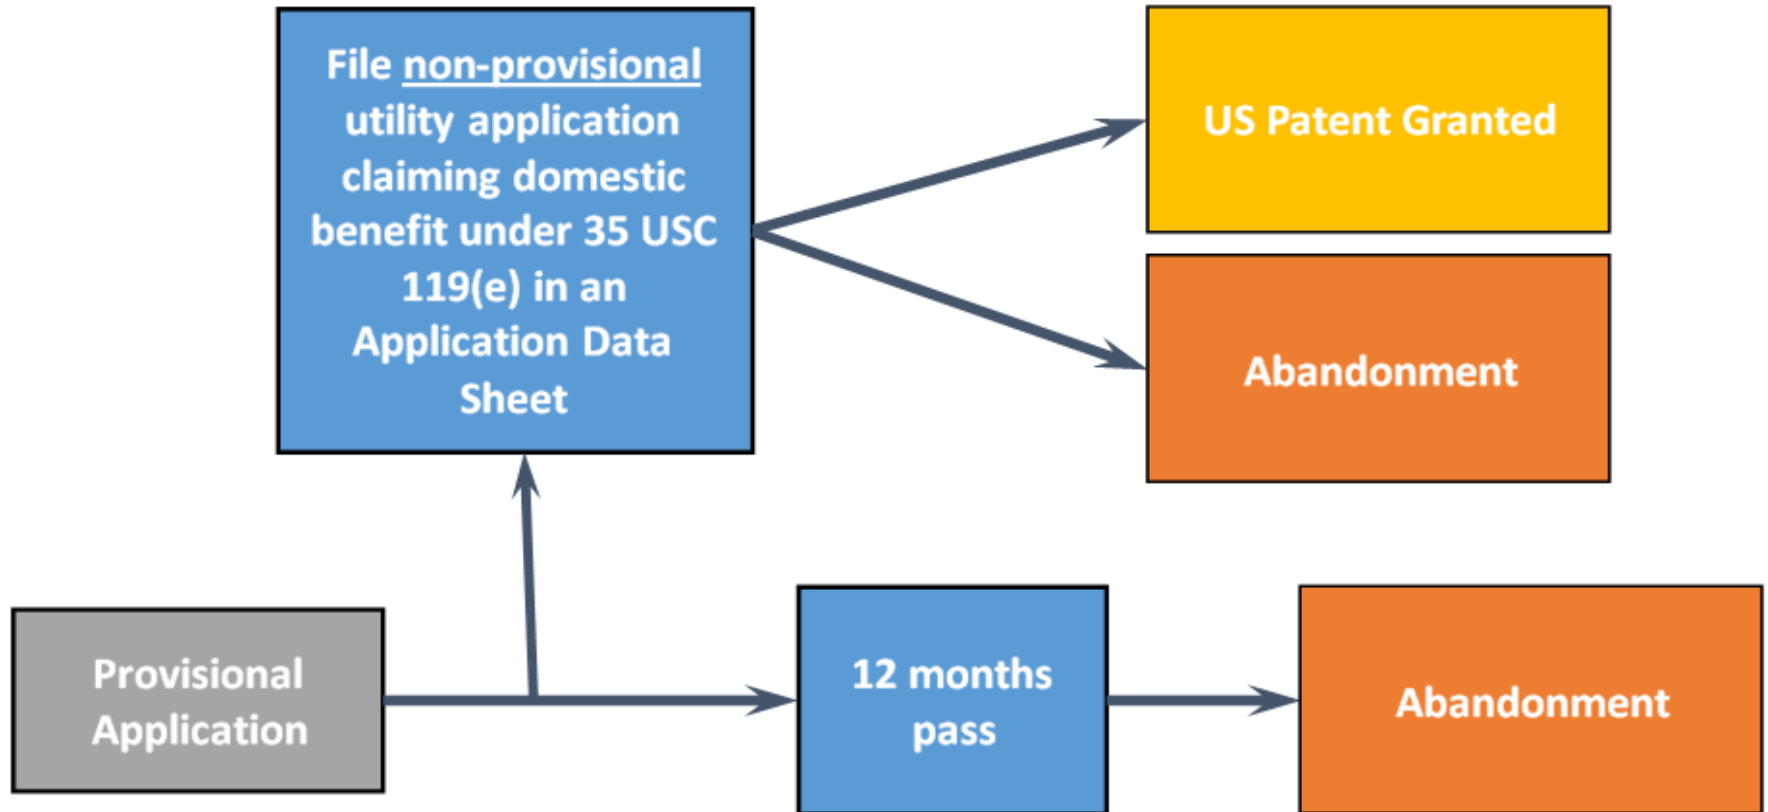 File non-provisional
utility application
claiming domestic
benefit under 35 USC
119(e) in an
Application Data
Sheet
US Patent Granted
Abandonment
Provisional
Application
12 months
pass
Abandonment